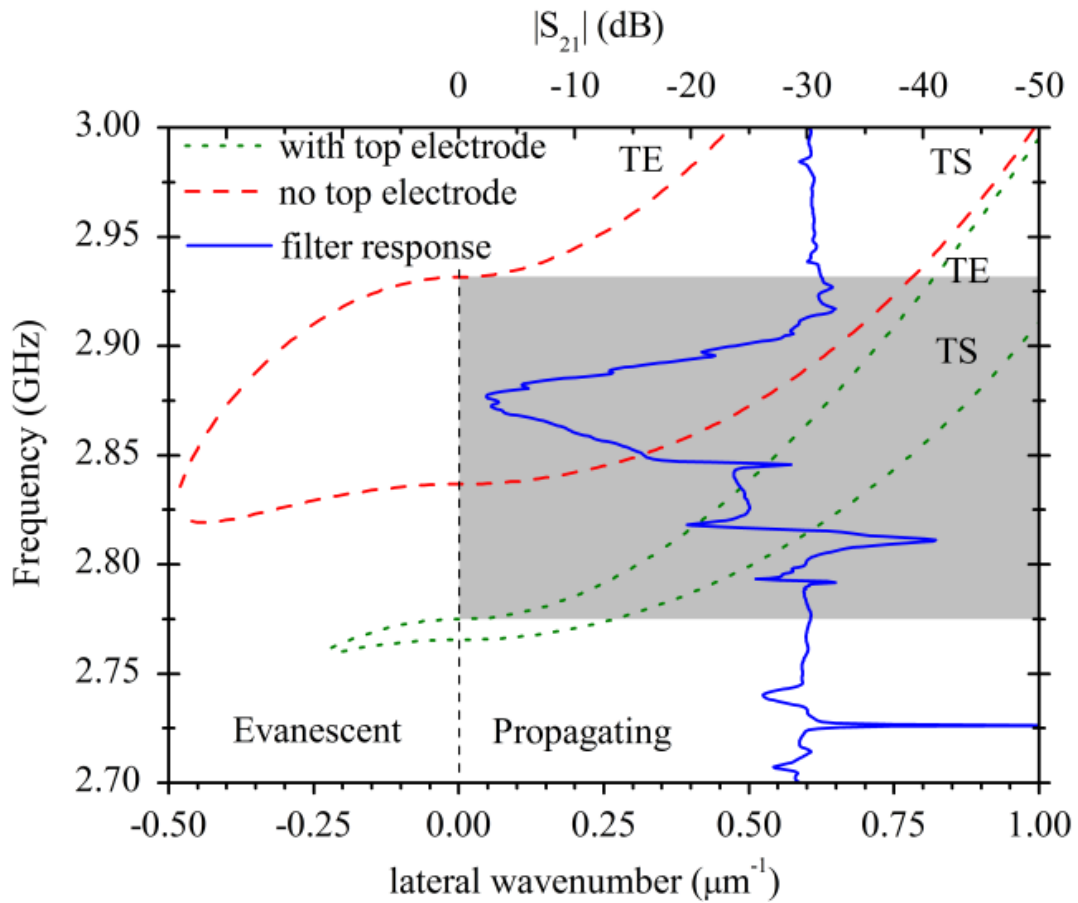 |S21| (dB)
0 -10 -20 -30 -40 -50
3.00
2.95
2.90
2.85
2.80
2.75
2.70
Frequency (GHz)
with top electrode
no top electrode
filter response
TE
TS
TE
TS
Evanescent
Propagating
-0.50 -0.25 0.00 0.25 0.50 0.75 1.00
lateral wavenumber (μm-1)